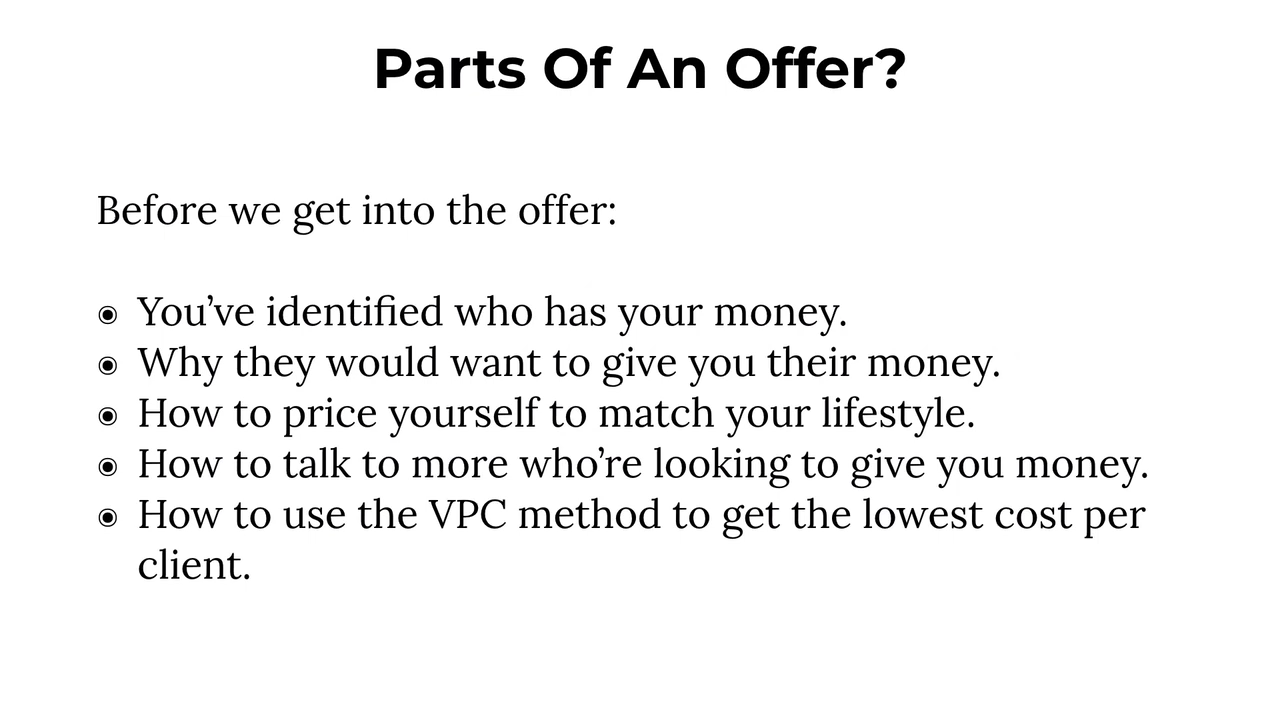 Parts Of An Offer?
Before we get into the offer:
◉ You’ve identified who has your money.
◉ Why they would want to give you their money.
◉ How to price yourself to match your lifestyle.
◉ How to talk to more who’re looking to give you money.
◉ How to use the VPC method to get the lowest cost per
client.